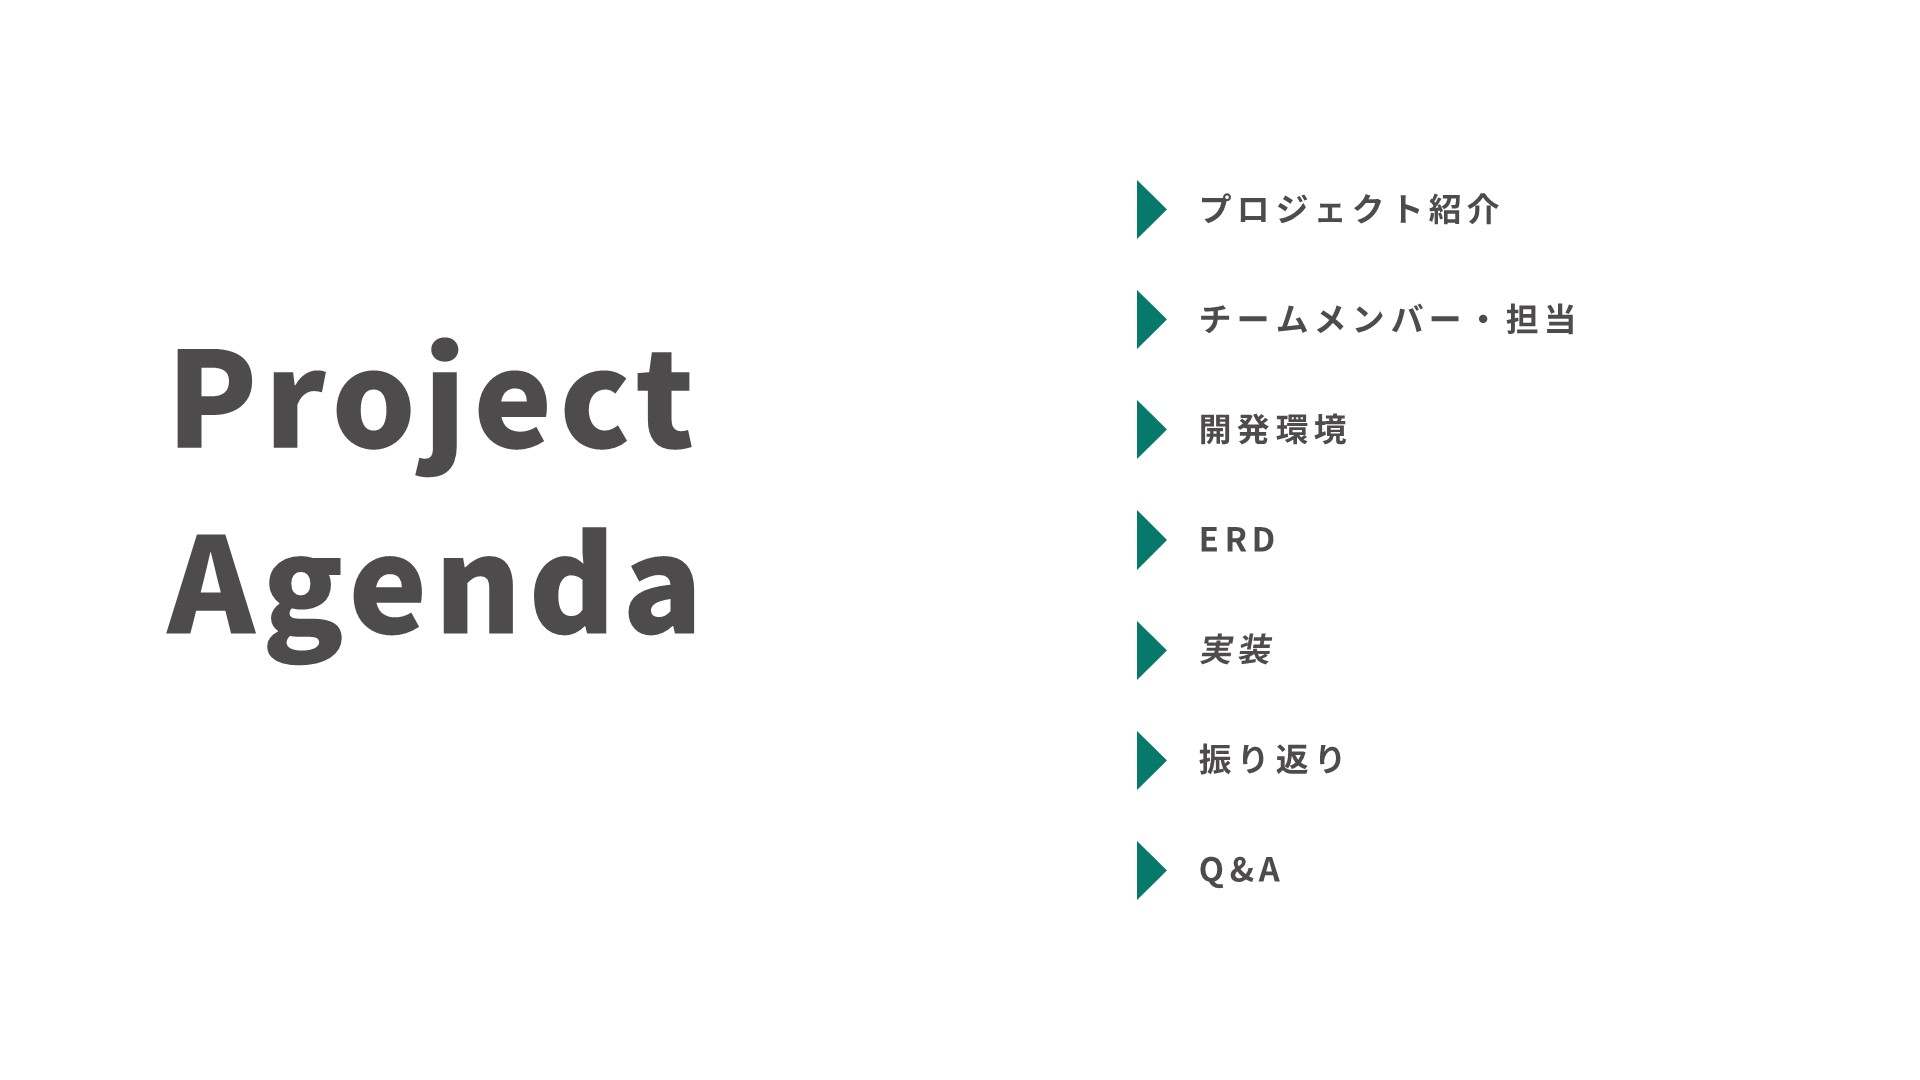 Project
Agenda
プロジェクト紹介
チームメンバー・担当
開発環境
ERD
実装
振り返り
Q&A